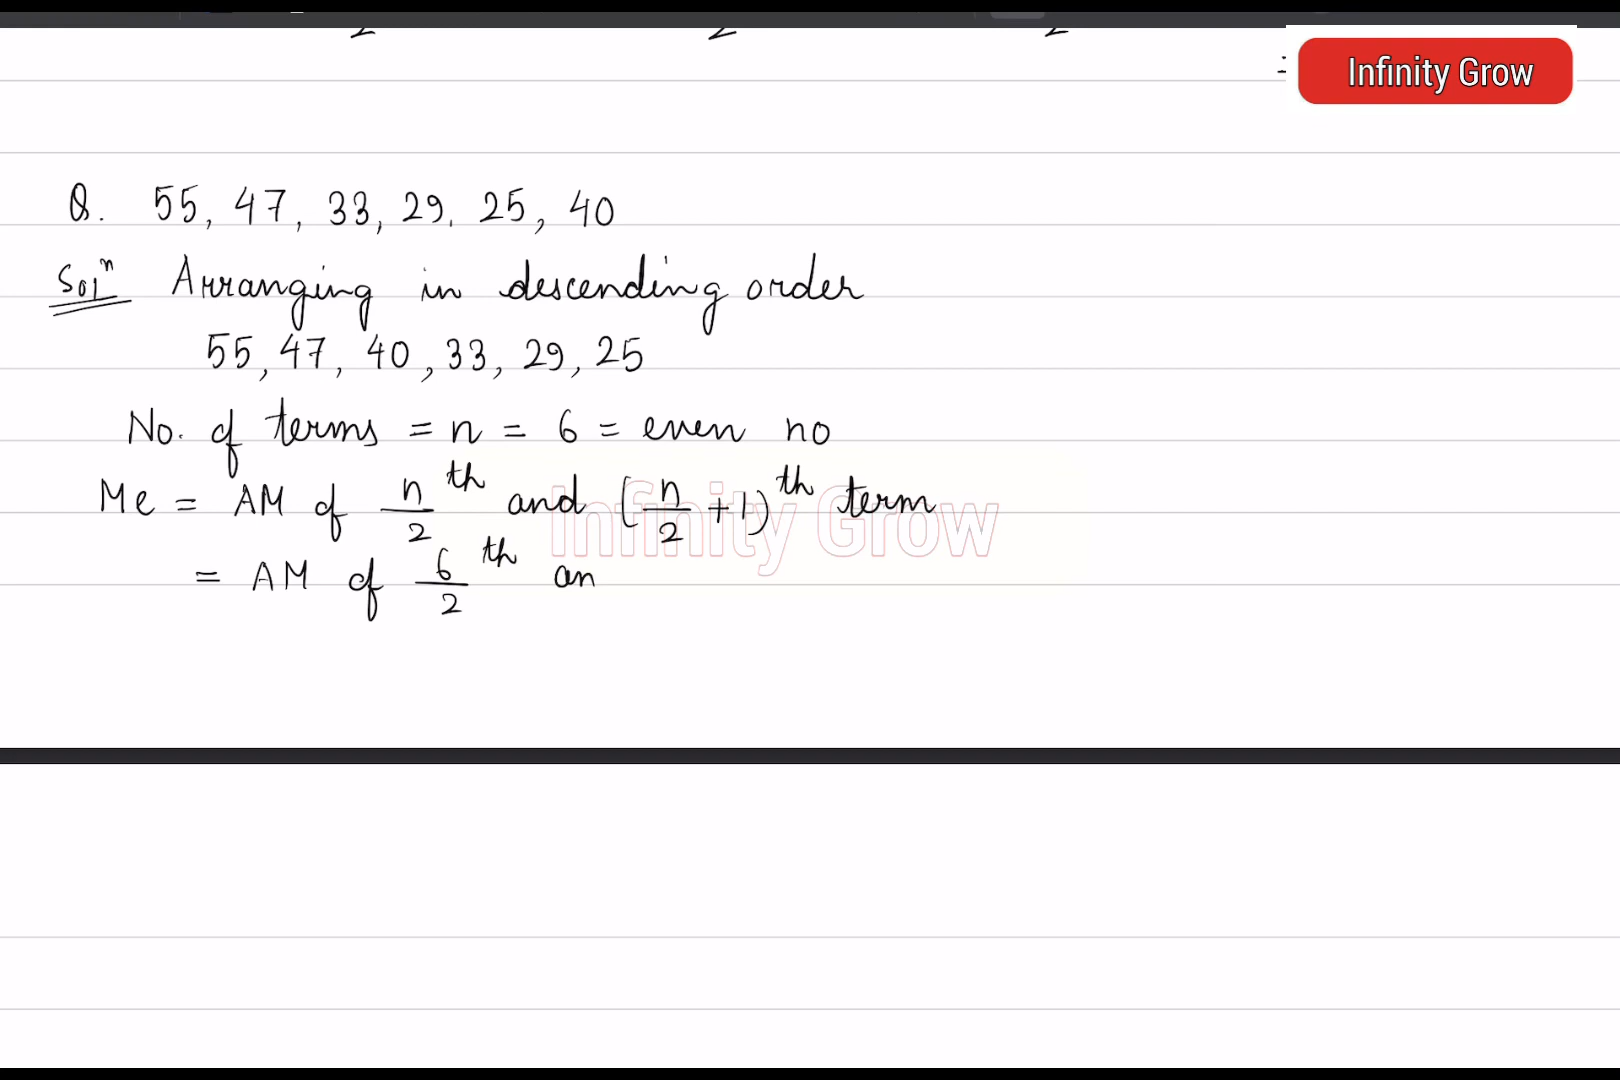 Infinity Grow
Q. 55, 47, 33, 29, 25, 40
Solⁿ Arranging in descending order
55, 47, 40, 33, 29, 25
No. of terms = n = 6 = even no
Me = AM of n/2 th and (n/2 + 1)th term
Infinity Grow
= AM of 6/2 th an